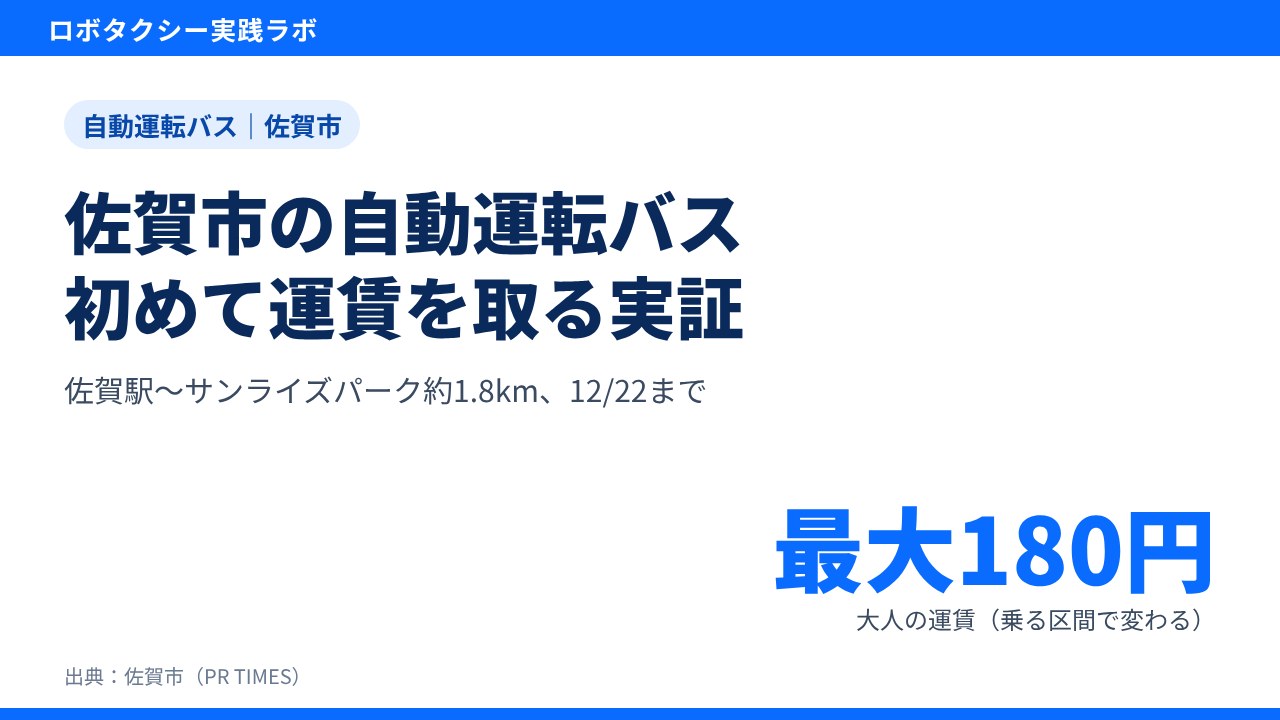 ロボタクシー実践ラボ
自動運転バス｜佐賀市
佐賀市の自動運転バス
初めて運賃を取る実証
佐賀駅〜サンライズパーク約1.8km、12/22まで
最大180円
大人の運賃（乗る区間で変わる）
出典：佐賀市（PR TIMES）